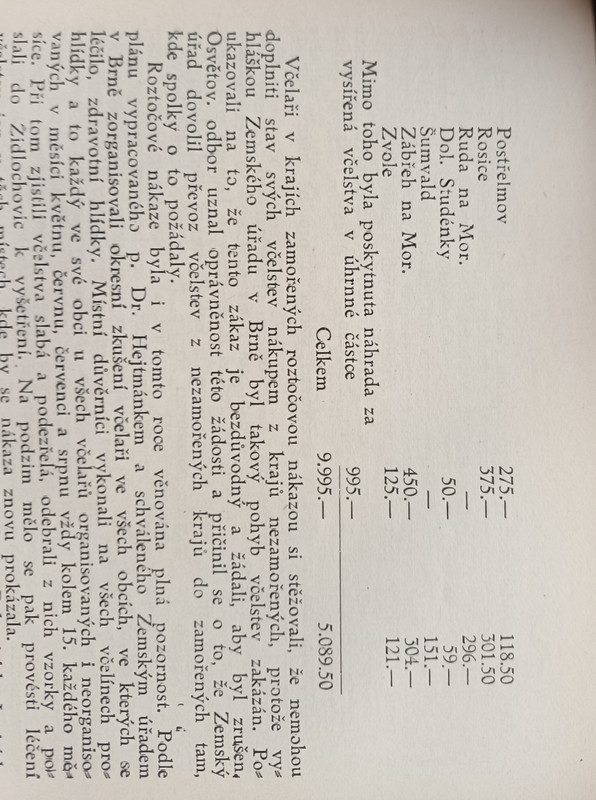 Postřelmov 275.— 118.50
Rosice 375.— 301.50
Ruda na Mor. — 296.—
Dol. Studénky 50.— 59.—
Šumvald — 151.—
Zábřeh na Mor. 450.— 304.—
Zvole 125.— 121.—
Mimo toho byla poskytnuta náhrada za
vysířená včelstva v úhrnné částce 995.—
Celkem 9.995.— 5.089.50
Včelaři v krajích zamořených roztočovou nákazou si stěžovali, že nemohou
doplniti stav svých včelstev nákupem z krajů nezamořených, protože vy-
hláškou Zemského úřadu v Brně byl takový pohyb včelstev zakázán. Po-
ukazovali na to, že tento zákaz je bezdůvodný a žádali, aby byl zrušen.
Osvětov. odbor uznal oprávněnost této žádosti a přičinil se o to, že Zemský
úřad dovolil převoz včelstev z nezamořených krajů do zamořených tam,
kde spolky o to požádaly.
Roztočové nákaze byla i v tomto roce věnována plná pozornost. Podle
plánu vypracovaného p. Dr. Hejtmánkem a schváleného Zemským úřadem
v Brně zorganisovali okresní zkušení včelaři ve všech obcích, ve kterých se
léčilo, zdravotní hlídky. Místní důvěrníci vykonali na všech včelínech pro-
hlídky a to každý ve své obci u všech včelařů organisovaných i neorganiso-
vaných v měsíci květnu, červnu, červenci a srpnu vždy kolem 15. každého mě-
síce. Při tom zjistili včelstva slabá a podezřelá, odebrali z nich vzorky a po-
slali do Židlochovic k vyšetření. Na podzim mělo se pak provésti léčení
těch místech, kde by se nákaza znovu prokázala.